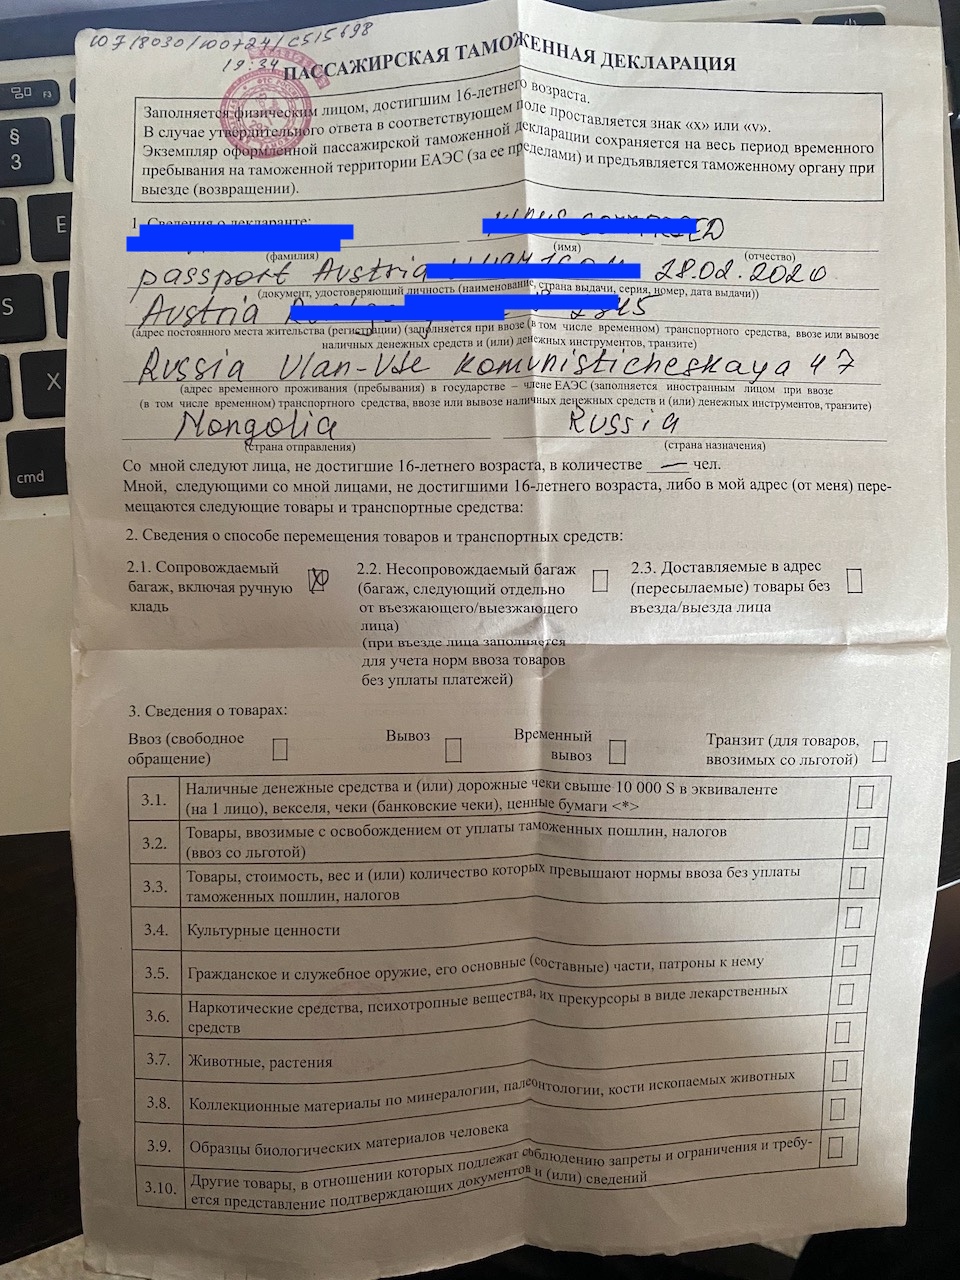 107/8030/100724/C515698
19:34
ПАССАЖИРСКАЯ ТАМОЖЕННАЯ ДЕКЛАРАЦИЯ
Заполняется физическим лицом, достигшим 16-летнего возраста.
В случае утвердительного ответа в соответствующем поле проставляется знак «х» или «v».
Экземпляр оформленной пассажирской таможенной декларации сохраняется на весь период временного
пребывания на таможенной территории ЕАЭС (за ее пределами) и предъявляется таможенному органу при
выезде (возвращении).
1. Сведения о декларанте:
(фамилия) (имя) (отчество)
passport Austria 28.02.2020
(документ, удостоверяющий личность (наименование, страна выдачи, серия, номер, дата выдачи))
Austria 2345
(адрес постоянного места жительства (регистрации) (заполняется при ввозе (в том числе временном) транспортного средства, ввозе или вывозе
наличных денежных средств и (или) денежных инструментов, транзите)
Russia Ulan-Ude Komunisticheskaya 47
(адрес временного проживания (пребывания) в государстве – члене ЕАЭС (заполняется иностранным лицом при ввозе
(в том числе временном) транспортного средства, ввозе или вывозе наличных денежных средств и (или) денежных инструментов, транзите)
Mongolia Russia
(страна отправления) (страна назначения)
Со мной следуют лица, не достигшие 16-летнего возраста, в количестве — чел.
Мной, следующими со мной лицами, не достигшими 16-летнего возраста, либо в мой адрес (от меня) пере-
мещаются следующие товары и транспортные средства:
2. Сведения о способе перемещения товаров и транспортных средств:
2.1. Сопровождаемый
багаж, включая ручную
кладь
2.2. Несопровождаемый багаж
(багаж, следующий отдельно
от въезжающего/выезжающего
лица)
(при въезде лица заполняется
для учета норм ввоза товаров
без уплаты платежей)
2.3. Доставляемые в адрес
(пересылаемые) товары без
въезда/выезда лица
3. Сведения о товарах:
Ввоз (свободное
обращение)
Вывоз
Временный
вывоз
Транзит (для товаров,
ввозимых со льготой)
3.1. Наличные денежные средства и (или) дорожные чеки свыше 10 000 $ в эквиваленте
(на 1 лицо), векселя, чеки (банковские чеки), ценные бумаги <*>
3.2. Товары, ввозимые с освобождением от уплаты таможенных пошлин, налогов
(ввоз со льготой)
3.3. Товары, стоимость, вес и (или) количество которых превышают нормы ввоза без уплаты
таможенных пошлин, налогов
3.4. Культурные ценности
3.5. Гражданское и служебное оружие, его основные (составные) части, патроны к нему
3.6. Наркотические средства, психотропные вещества, их прекурсоры в виде лекарственных
средств
3.7. Животные, растения
3.8. Коллекционные материалы по минералогии, палеонтологии, кости ископаемых животных
3.9. Образцы биологических материалов человека
3.10. Другие товары, в отношении которых подлежат соблюдению запреты и ограничения и требу-
ется представление подтверждающих документов и (или) сведений
F3
§
3
E
S
X
cmd